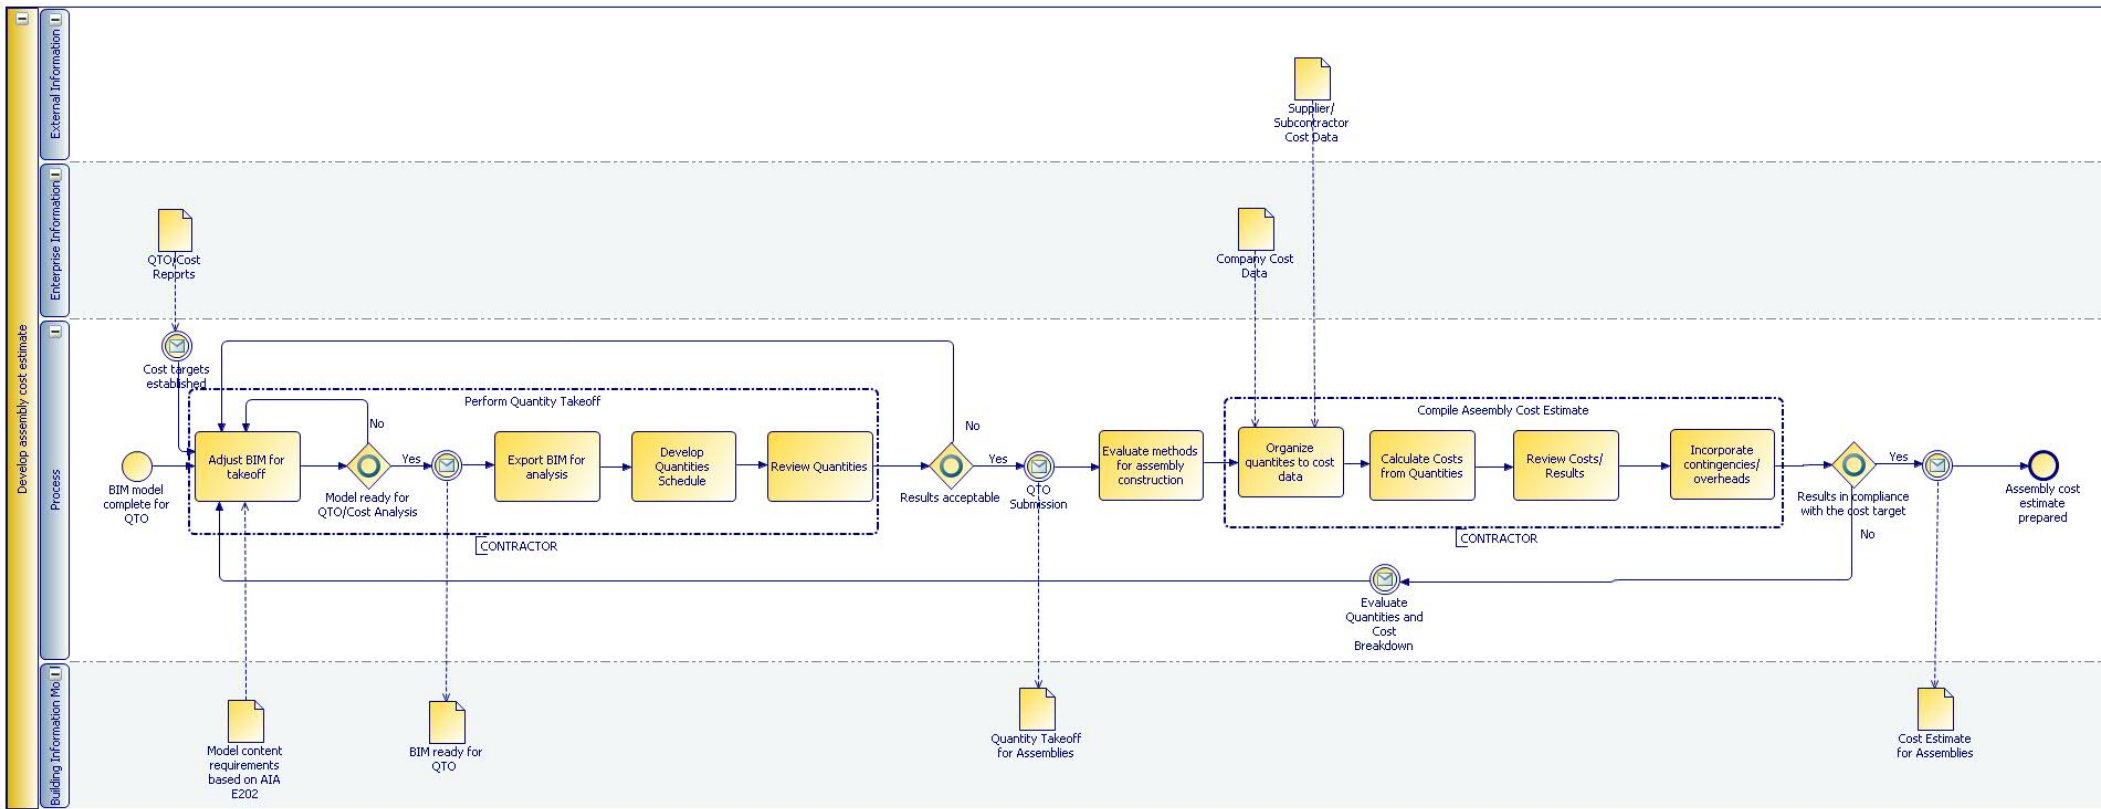 Develop assembly cost estimate
External Information
Enterprise Information
Process
Building Information Mo
Supplier/
Subcontractor
Cost Data
QTO/Cost
Reports
Company Cost
Data
Cost targets
established
Perform Quantity Takeoff
No
No
Compile Asembly Cost Estimate
BIM model
complete for
QTO
Adjust BIM for
takeoff
Yes
Model ready for
QTO/Cost Analysis
Export BIM for
analysis
Develop
Quantities
Schedule
Review Quantities
Results acceptable
Yes
QTO
Submission
Evaluate methods
for assembly
construction
Organize
quantites to cost
data
Calculate Costs
from Quantities
Review Costs/
Results
Incorporate
contingencies/
overheads
Yes
Results in compliance
with the cost target
No
Assembly cost
estimate
prepared
CONTRACTOR
CONTRACTOR
Evaluate
Quantities and
Cost
Breakdown
Model content
requirements
based on AIA
E202
BIM ready for
QTO
Quantity Takeoff
for Assemblies
Cost Estimate
for Assemblies